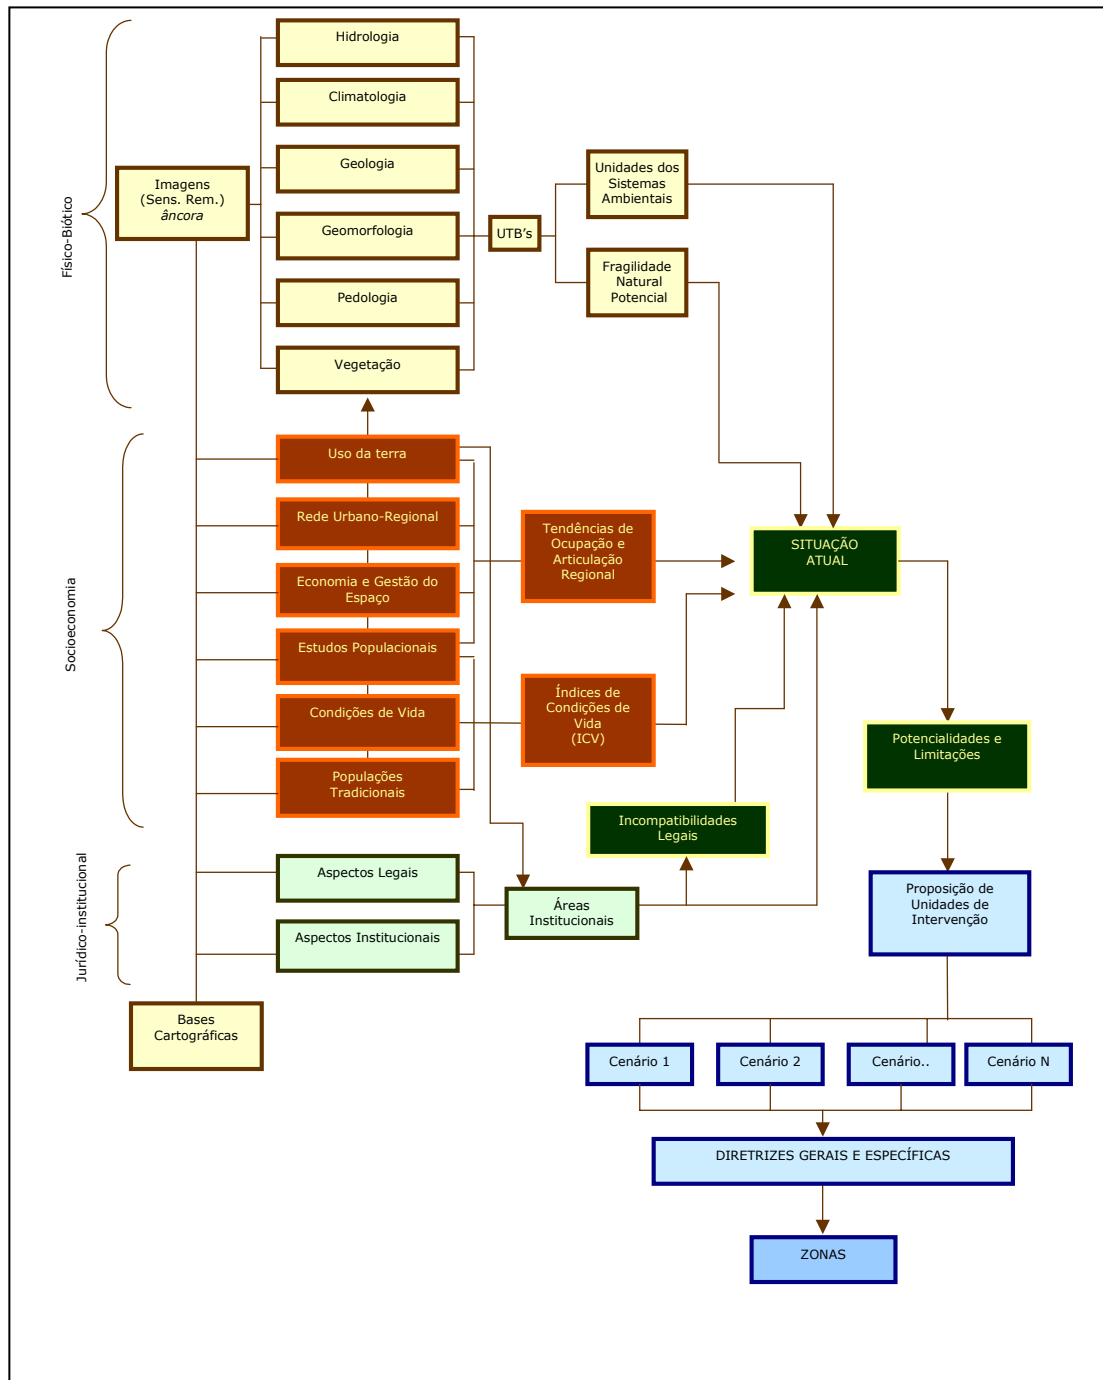 Físico-Biótico
Imagens
(Sens. Rem.)
âncora
Hidrologia
Climatologia
Geologia
Geomorfologia
Pedologia
Vegetação
UTB's
Unidades dos
Sistemas
Ambientais
Fragilidade
Natural
Potencial
Socioeconomia
Uso da terra
Rede Urbano-Regional
Economia e Gestão do
Espaço
Estudos Populacionais
Condições de Vida
Populações
Tradicionais
Tendências de
Ocupação e
Articulação
Regional
Índices de
Condições de
Vida
(ICV)
SITUAÇÃO
ATUAL
Potencialidades e
Limitações
Incompatibilidades
Legais
Jurídico-institucional
Aspectos Legais
Aspectos Institucionais
Áreas
Institucionais
Bases
Cartográficas
Proposição de
Unidades de
Intervenção
Cenário 1
Cenário 2
Cenário..
Cenário N
DIRETRIZES GERAIS E ESPECÍFICAS
ZONAS